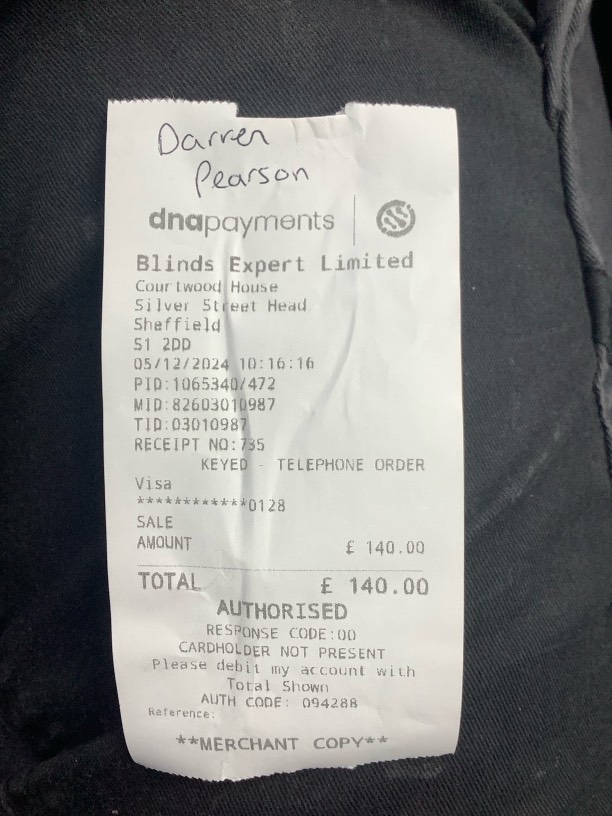 Darren
Pearson
dnapayments
Blinds Expert Limited
Courtwood House
Silver Street Head
Sheffield
S1 2DD
05/12/2024 10:16:16
PID:1065340/472
MID:82603010987
TID:03010987
RECEIPT NO:735
KEYED - TELEPHONE ORDER
Visa
************0128
SALE
AMOUNT £ 140.00
TOTAL £ 140.00
AUTHORISED
RESPONSE CODE:00
CARDHOLDER NOT PRESENT
Please debit my account with
Total Shown
AUTH CODE: 094288
Reference:
**MERCHANT COPY**